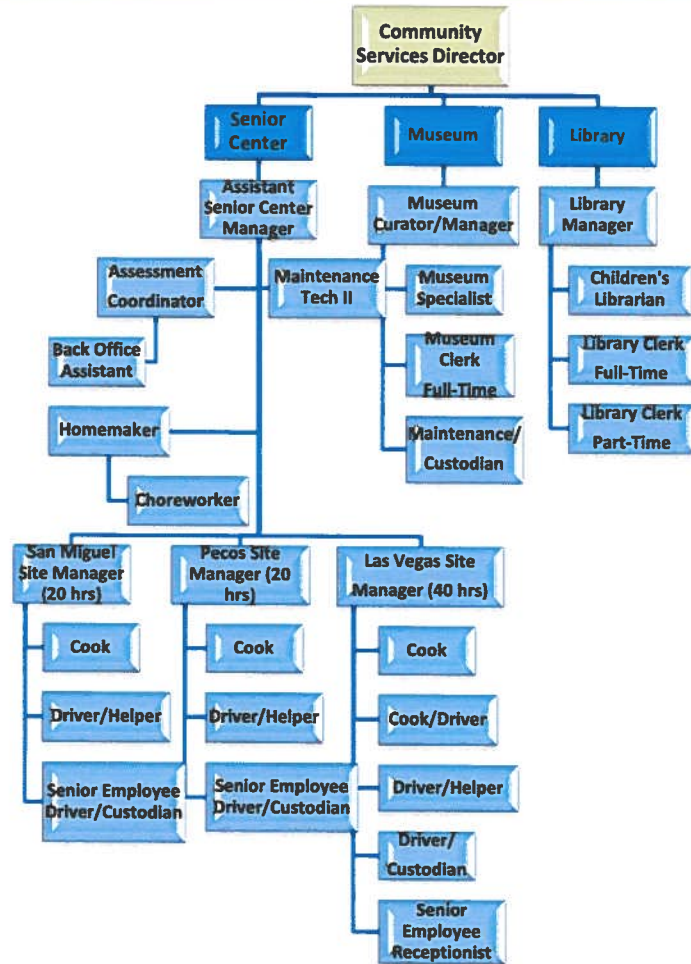 Community
Services Director
Senior
Center
Museum
Library
Assistant
Senior Center
Manager
Museum
Curator/Manager
Library
Manager
Assessment
Coordinator
Maintenance
Tech II
Museum
Specialist
Children's
Librarian
Back Office
Assistant
Museum
Clerk
Full-Time
Library Clerk
Full-Time
Homemaker
Maintenance/
Custodian
Library Clerk
Part-Time
Choreworker
San Miguel
Site Manager
(20 hrs)
Pecos Site
Manager (20
hrs)
Las Vegas Site
Manager (40 hrs)
Cook
Cook
Cook
Driver/Helper
Driver/Helper
Cook/Driver
Senior Employee
Driver/Custodian
Senior Employee
Driver/Custodian
Driver/Helper
Driver/
Custodian
Senior
Employee
Receptionist